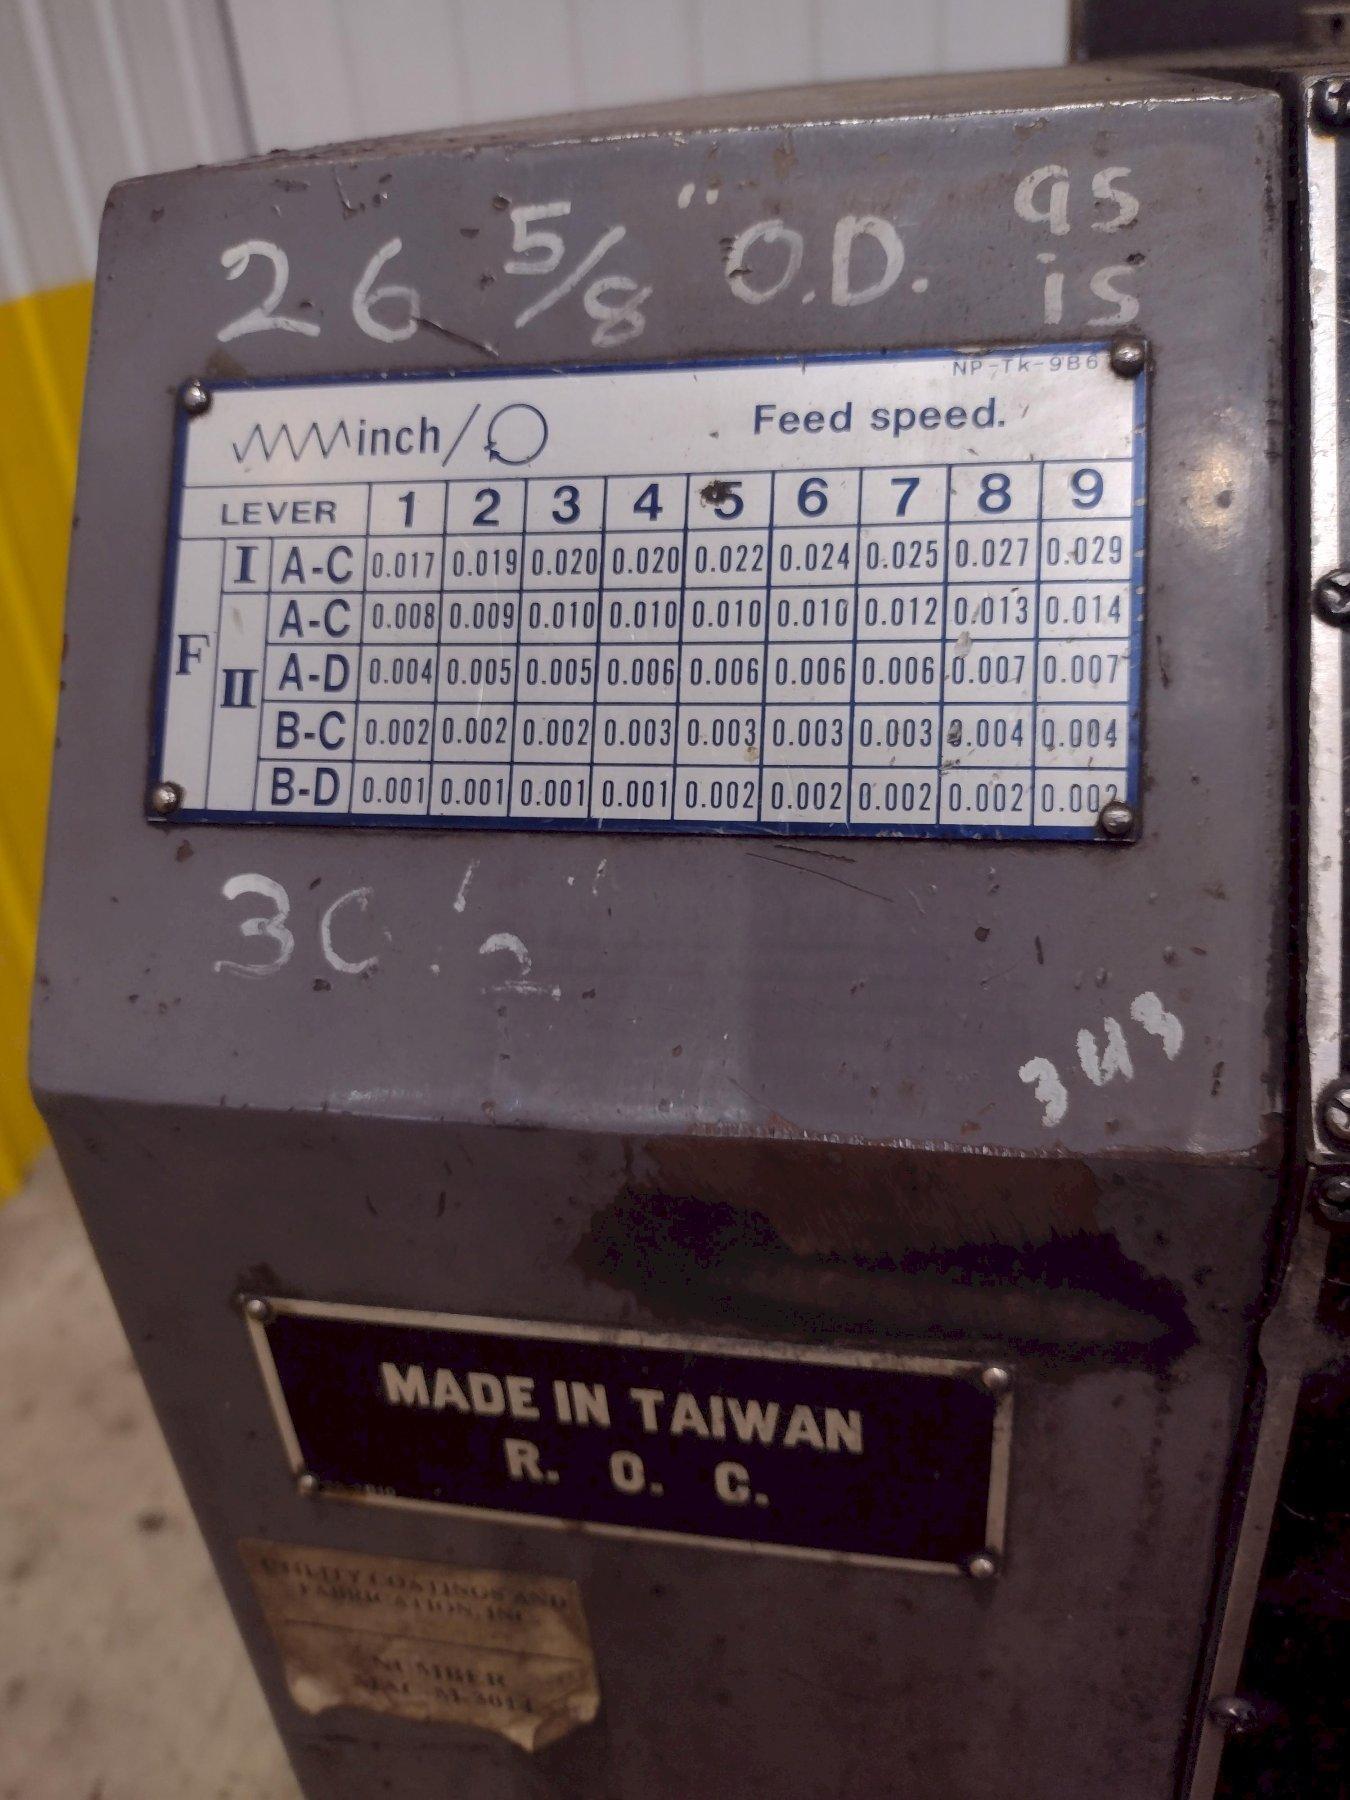 26 5/8" O.D. as is
NP-Tk-9B6
inch/ Feed speed.
LEVER 1 2 3 4 5 6 7 8 9
F
I A-C 0.017 0.019 0.020 0.020 0.022 0.024 0.025 0.027 0.029
II
A-C 0.008 0.009 0.010 0.010 0.010 0.010 0.012 0.013 0.014
A-D 0.004 0.005 0.005 0.006 0.006 0.006 0.006 0.007 0.007
B-C 0.002 0.002 0.002 0.003 0.003 0.003 0.003 0.004 0.004
B-D 0.001 0.001 0.001 0.001 0.002 0.002 0.002 0.002 0.002
MADE IN TAIWAN
R. O. C.
UTILITY COATINGS AND
FABRICATION, INC.
NUMBER